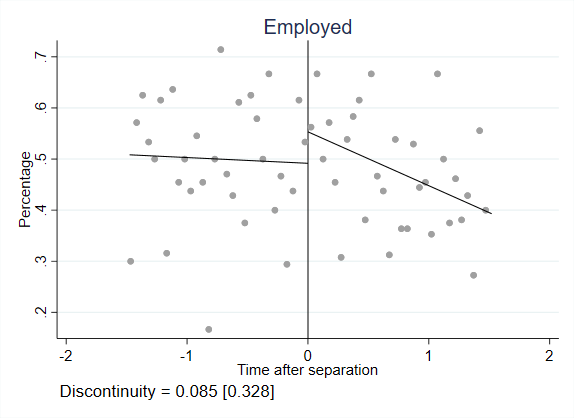 Employed
Percentage
.7
.6
.5
.4
.3
.2
-2 -1 0 1 2
Time after separation
Discontinuity = 0.085 [0.328]